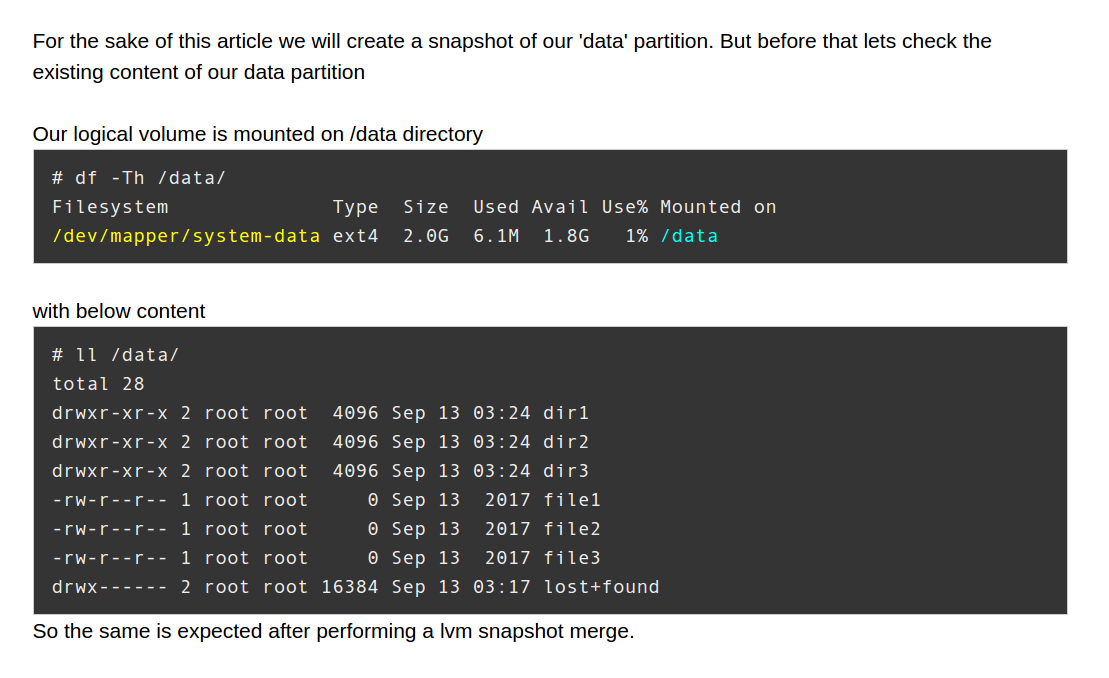 For the sake of this article we will create a snapshot of our 'data' partition. But before that lets check the
existing content of our data partition
Our logical volume is mounted on /data directory
# df -Th /data/
Filesystem              Type  Size  Used Avail Use% Mounted on
/dev/mapper/system-data ext4  2.0G  6.1M  1.8G   1% /data
with below content
# ll /data/
total 28
drwxr-xr-x 2 root root  4096 Sep 13 03:24 dir1
drwxr-xr-x 2 root root  4096 Sep 13 03:24 dir2
drwxr-xr-x 2 root root  4096 Sep 13 03:24 dir3
-rw-r--r-- 1 root root     0 Sep 13  2017 file1
-rw-r--r-- 1 root root     0 Sep 13  2017 file2
-rw-r--r-- 1 root root     0 Sep 13  2017 file3
drwx------ 2 root root 16384 Sep 13 03:17 lost+found
So the same is expected after performing a lvm snapshot merge.